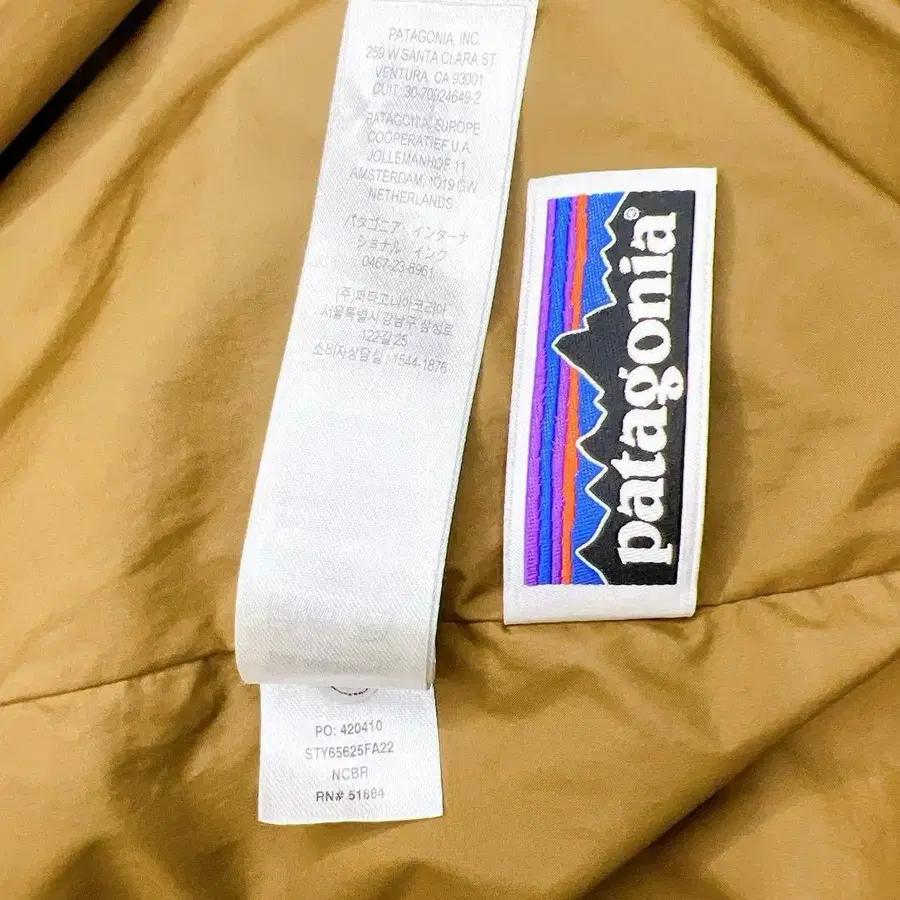 PATAGONIA, INC.
259 W SANTA CLARA ST
VENTURA, CA 93001
CUIT: 30-70924649-2
PATAGONIA EUROPE
COOPERATIEF U.A.
JOLLEMANHOF 11
AMSTERDAM, 1019 GW
NETHERLANDS
パタゴニア インターナ
ショナル インク
0467-23-8961
(주)파타고니아코리아
서울특별시 강남구 삼성로
122길 25
소비자상담실 : 1544-1876
patagonia®
PO: 420410
STY65625FA22
NCBR
RN# 51884